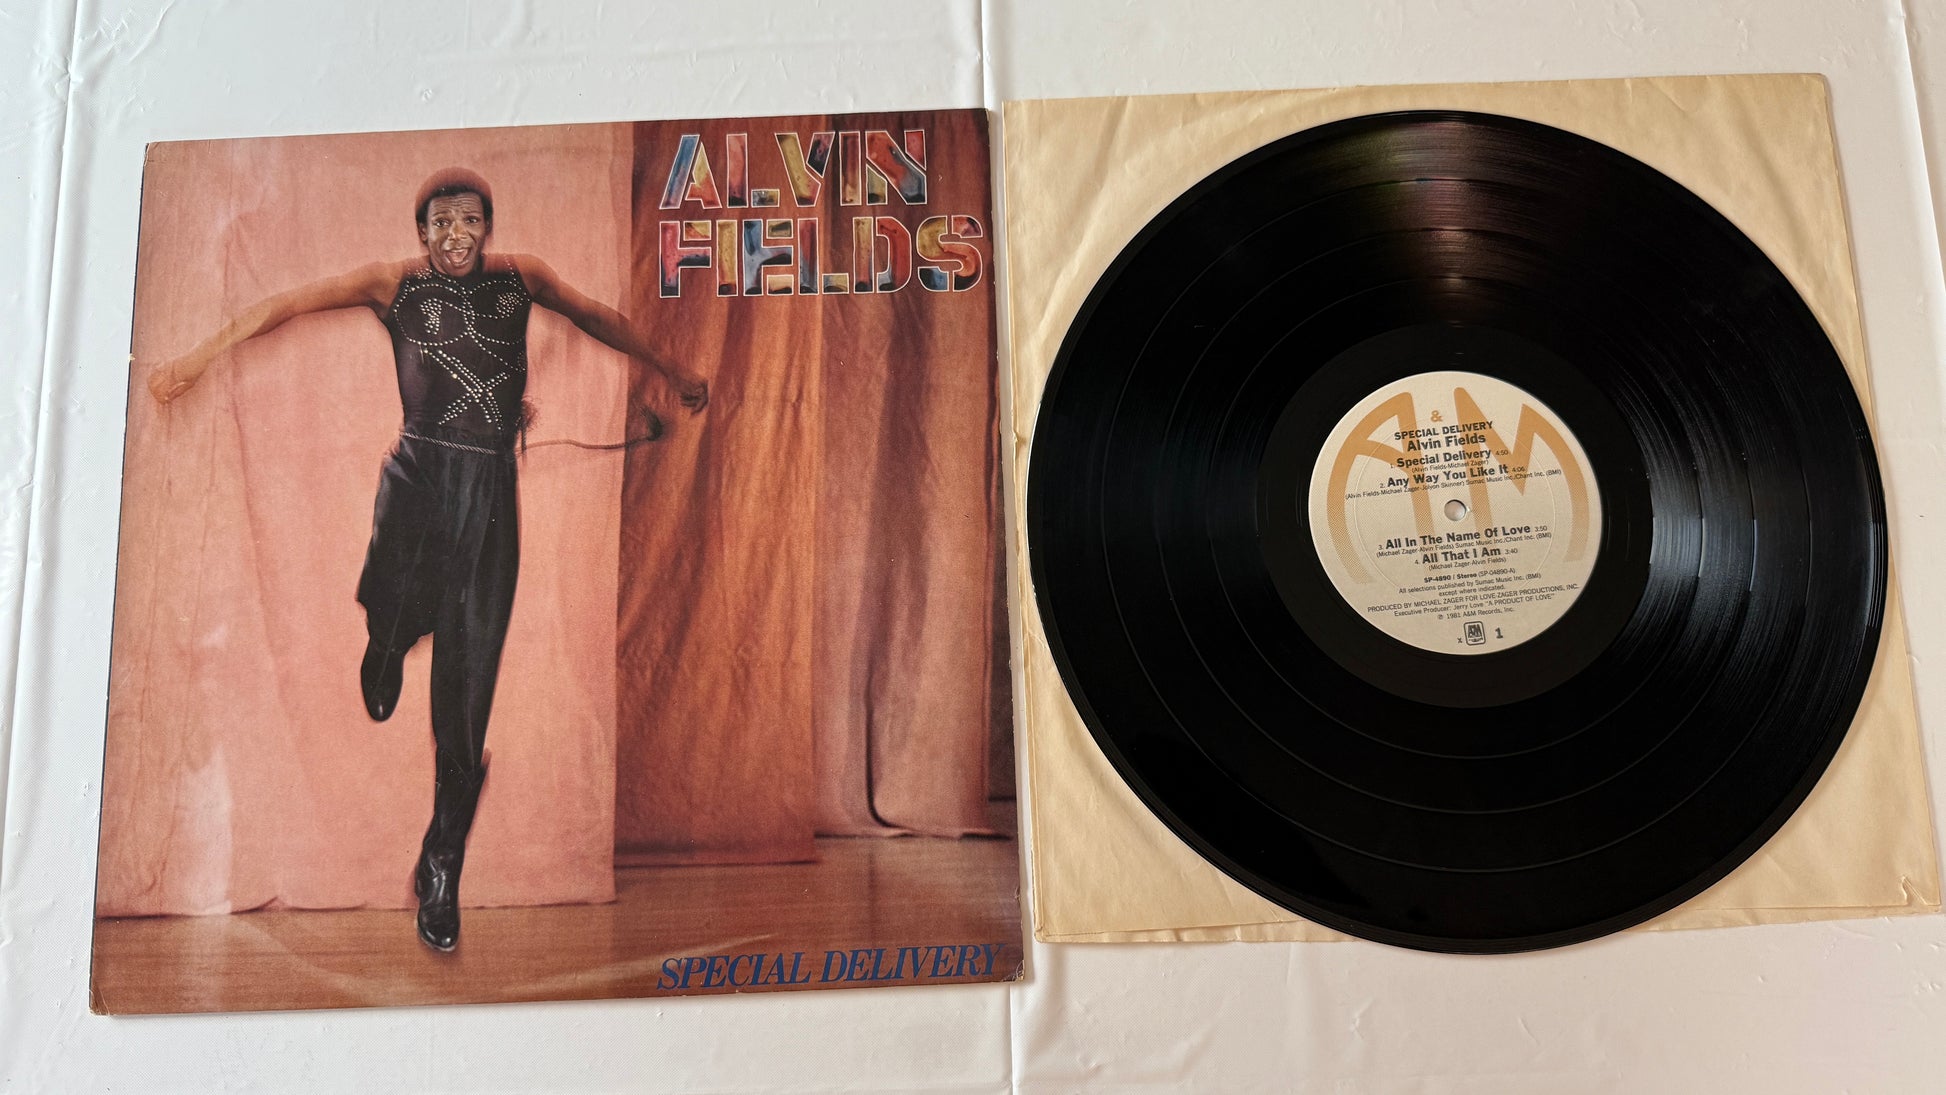 ALVIN
FIELDS
SPECIAL DELIVERY
A&M
SPECIAL DELIVERY
Alvin Fields
1. Special Delivery 4:50
(Alvin Fields-Michael Zager)
2. Any Way You Like It 4:06
(Alvin Fields-Michael Zager-Jolyon Skinner) Sumac Music Inc./Chant Inc. (BMI)
3. All In The Name Of Love 3:50
(Michael Zager-Alvin Fields) Sumac Music Inc./Chant Inc. (BMI)
4. All That I Am 3:40
(Michael Zager-Alvin Fields)
SP-4890 / Stereo (SP-04890-A)
All selections published by Sumac Music Inc. (BMI)
except where indicated.
PRODUCED BY MICHAEL ZAGER FOR LOVE-ZAGER PRODUCTIONS, INC.
Executive Producer: Jerry Love "A PRODUCT OF LOVE"
℗ 1981 A&M Records, Inc.
x A&M 1